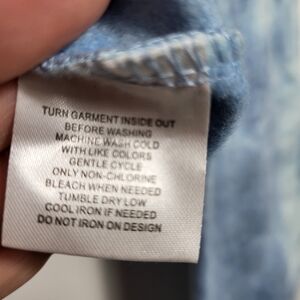 TURN GARMENT INSIDE OUT
BEFORE WASHING
MACHINE WASH COLD
WITH LIKE COLORS
GENTLE CYCLE
ONLY NON-CHLORINE
BLEACH WHEN NEEDED
TUMBLE DRY LOW
COOL IRON IF NEEDED
DO NOT IRON ON DESIGN